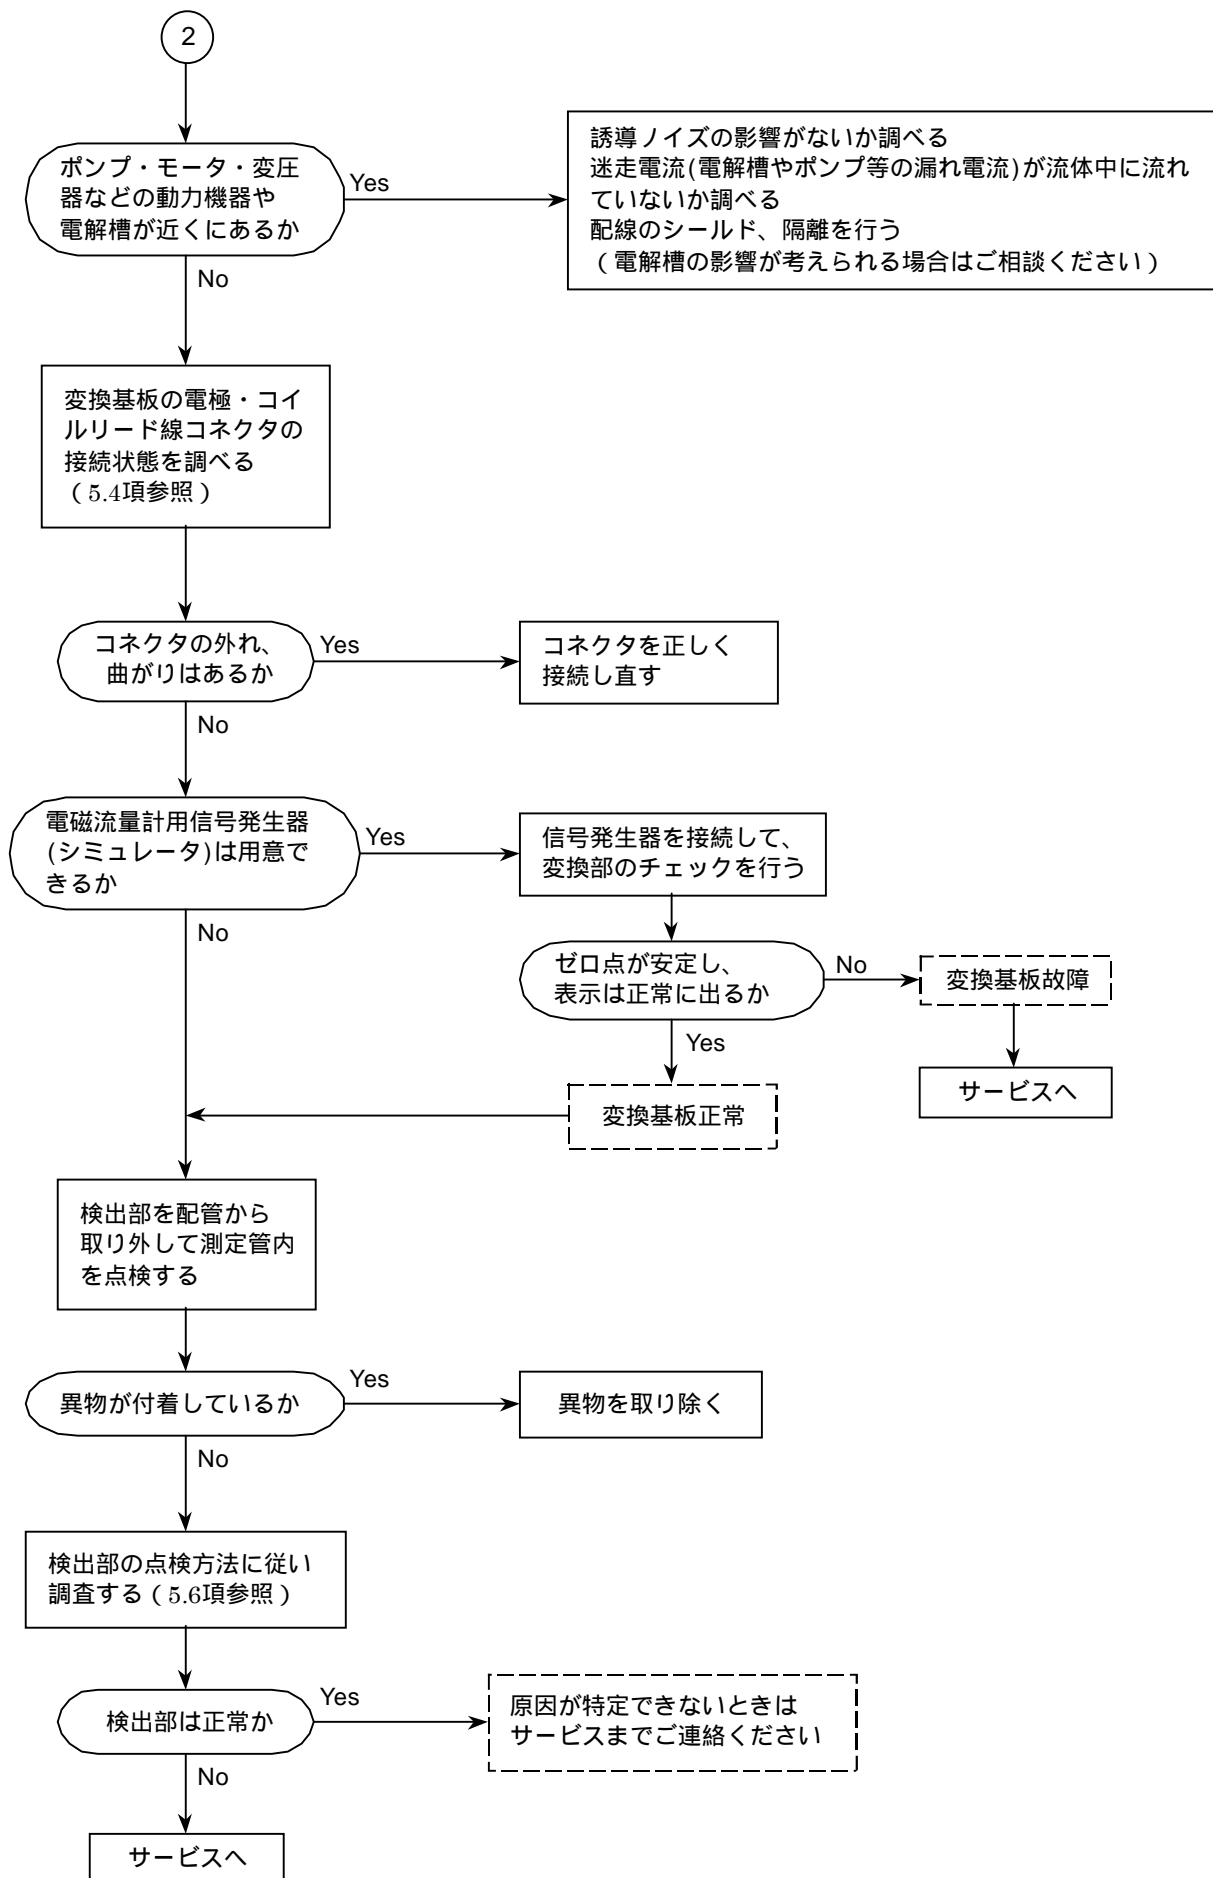 2
ポンプ・モータ・変圧
器などの動力機器や
電解槽が近くにあるか
Yes
誘導ノイズの影響がないか調べる
迷走電流(電解槽やポンプ等の漏れ電流)が流体中に流れ
ていないか調べる
配線のシールド、隔離を行う
(電解槽の影響が考えられる場合はご相談ください)
No
変換基板の電極・コイ
ルリード線コネクタの
接続状態を調べる
(5.4項参照)
コネクタの外れ、
曲がりはあるか
Yes
コネクタを正しく
接続し直す
No
電磁流量計用信号発生器
(シミュレータ)は用意で
きるか
Yes
信号発生器を接続して、
変換部のチェックを行う
No
ゼロ点が安定し、
表示は正常に出るか
No
変換基板故障
Yes
サービスへ
変換基板正常
検出部を配管から
取り外して測定管内
を点検する
異物が付着しているか
Yes
異物を取り除く
No
検出部の点検方法に従い
調査する(5.6項参照)
検出部は正常か
Yes
原因が特定できないときは
サービスまでご連絡ください
No
サービスへ